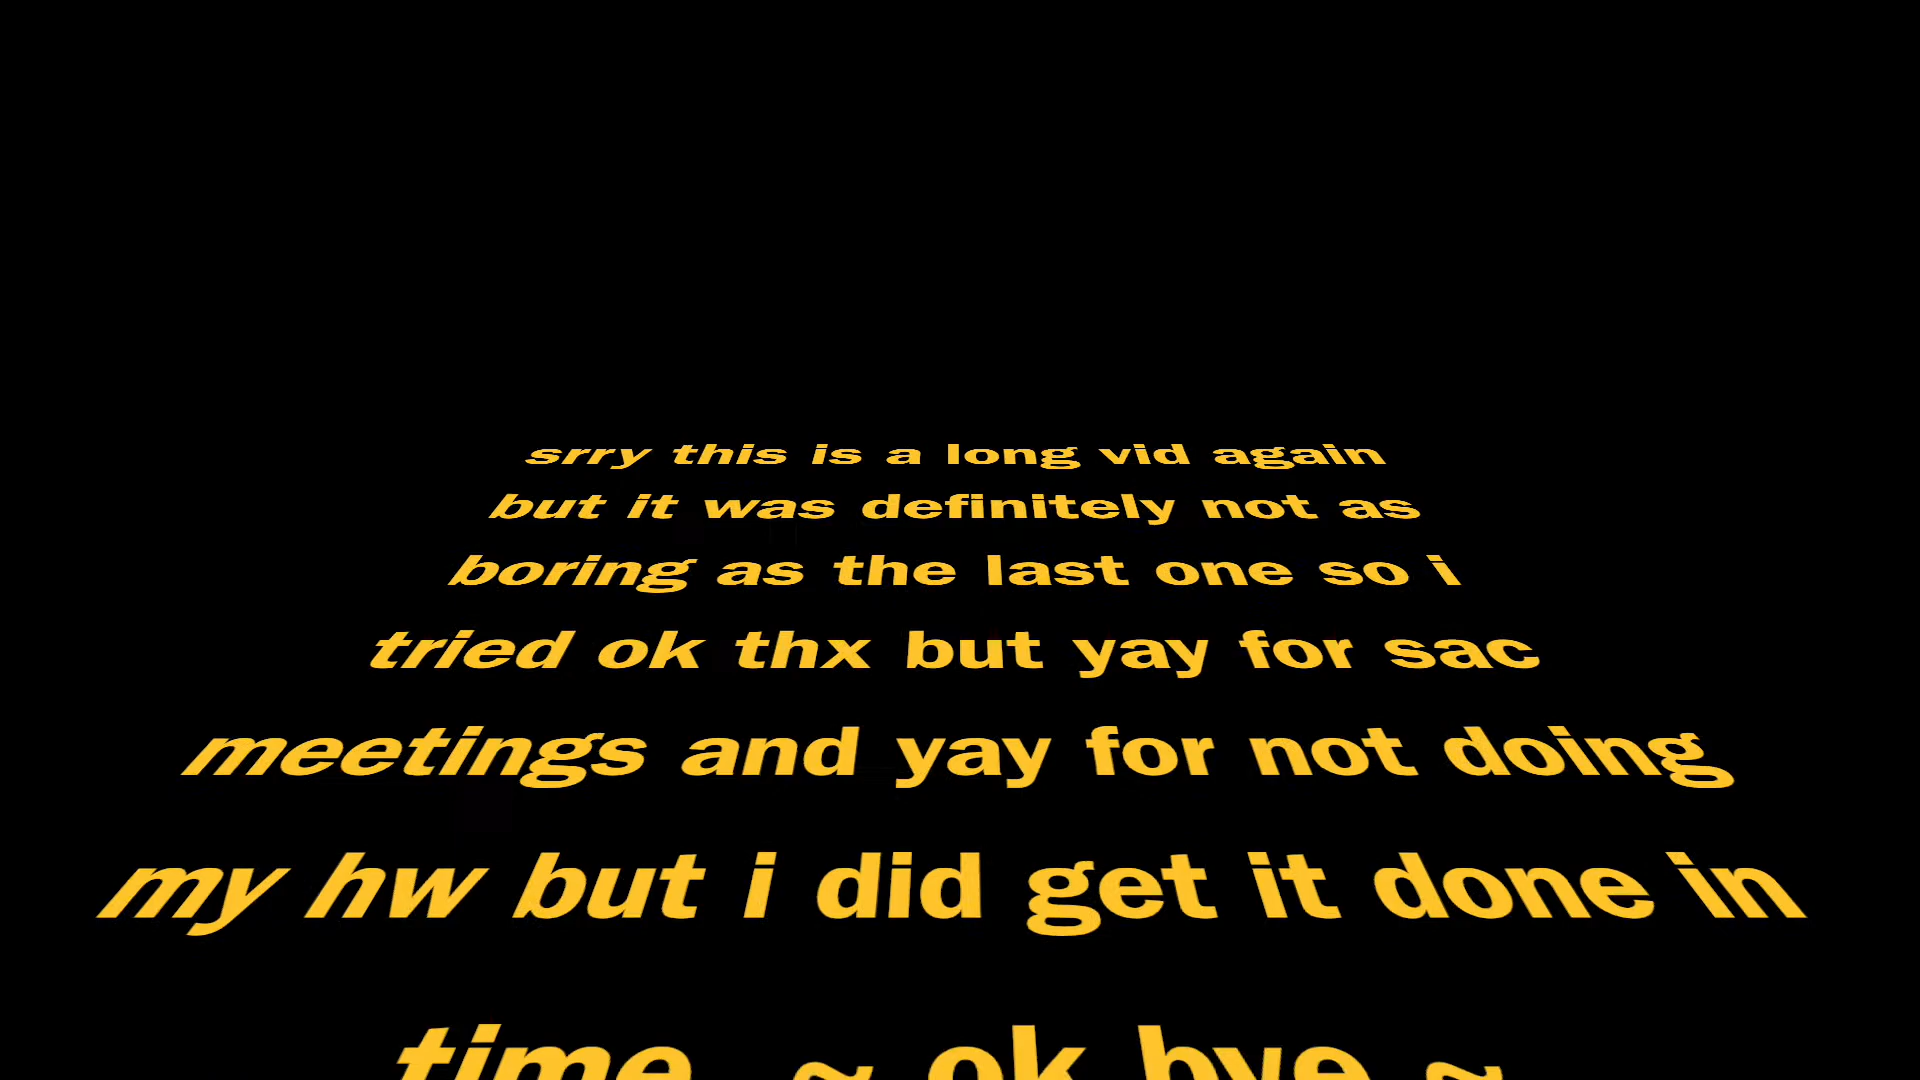 srry this is a long vid again
but it was definitely not as
boring as the last one so i
tried ok thx but yay for sac
meetings and yay for not doing
my hw but i did get it done in
time ~ ok bye ~